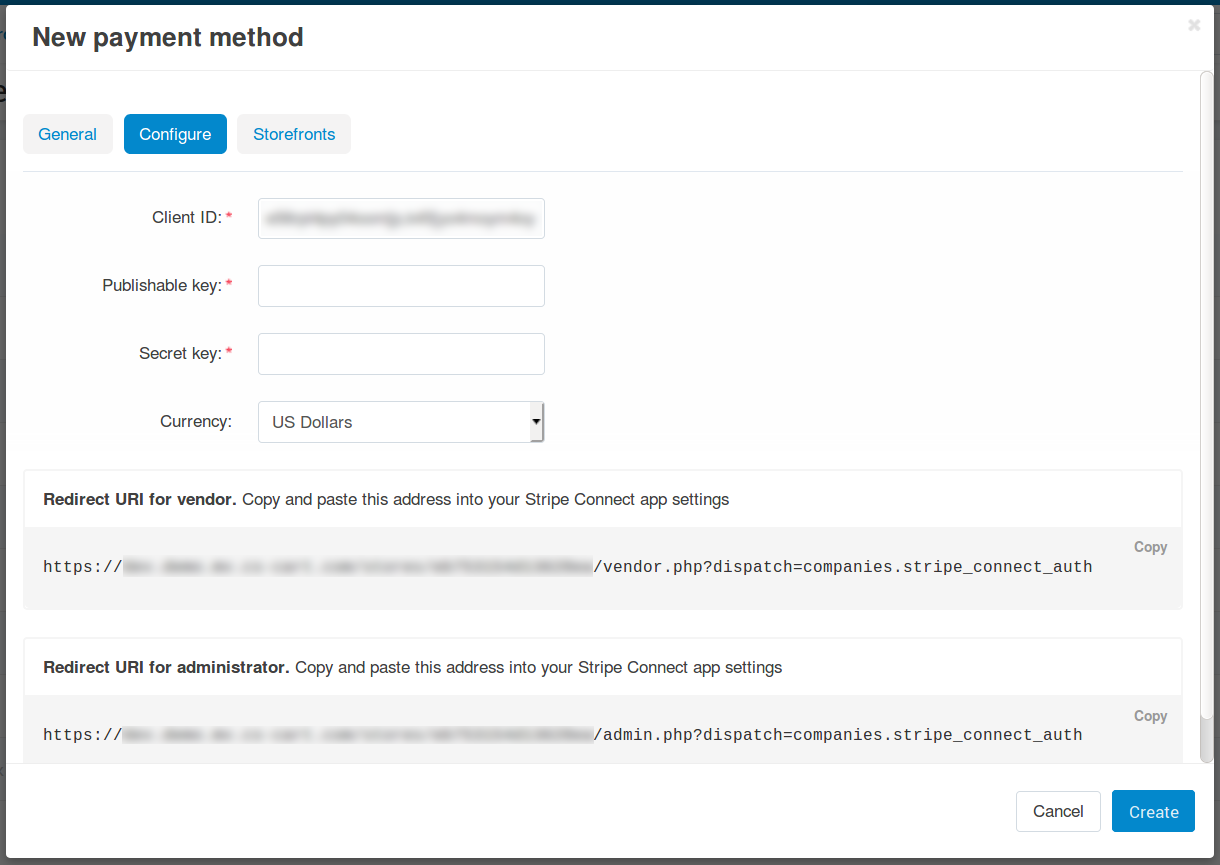 New payment method
General Configure Storefronts
Client ID: *
Publishable key: *
Secret key: *
Currency: US Dollars
Redirect URI for vendor. Copy and paste this address into your Stripe Connect app settings
Copy
https:// /vendor.php?dispatch=companies.stripe_connect_auth
Redirect URI for administrator. Copy and paste this address into your Stripe Connect app settings
Copy
https:// /admin.php?dispatch=companies.stripe_connect_auth
Cancel Create